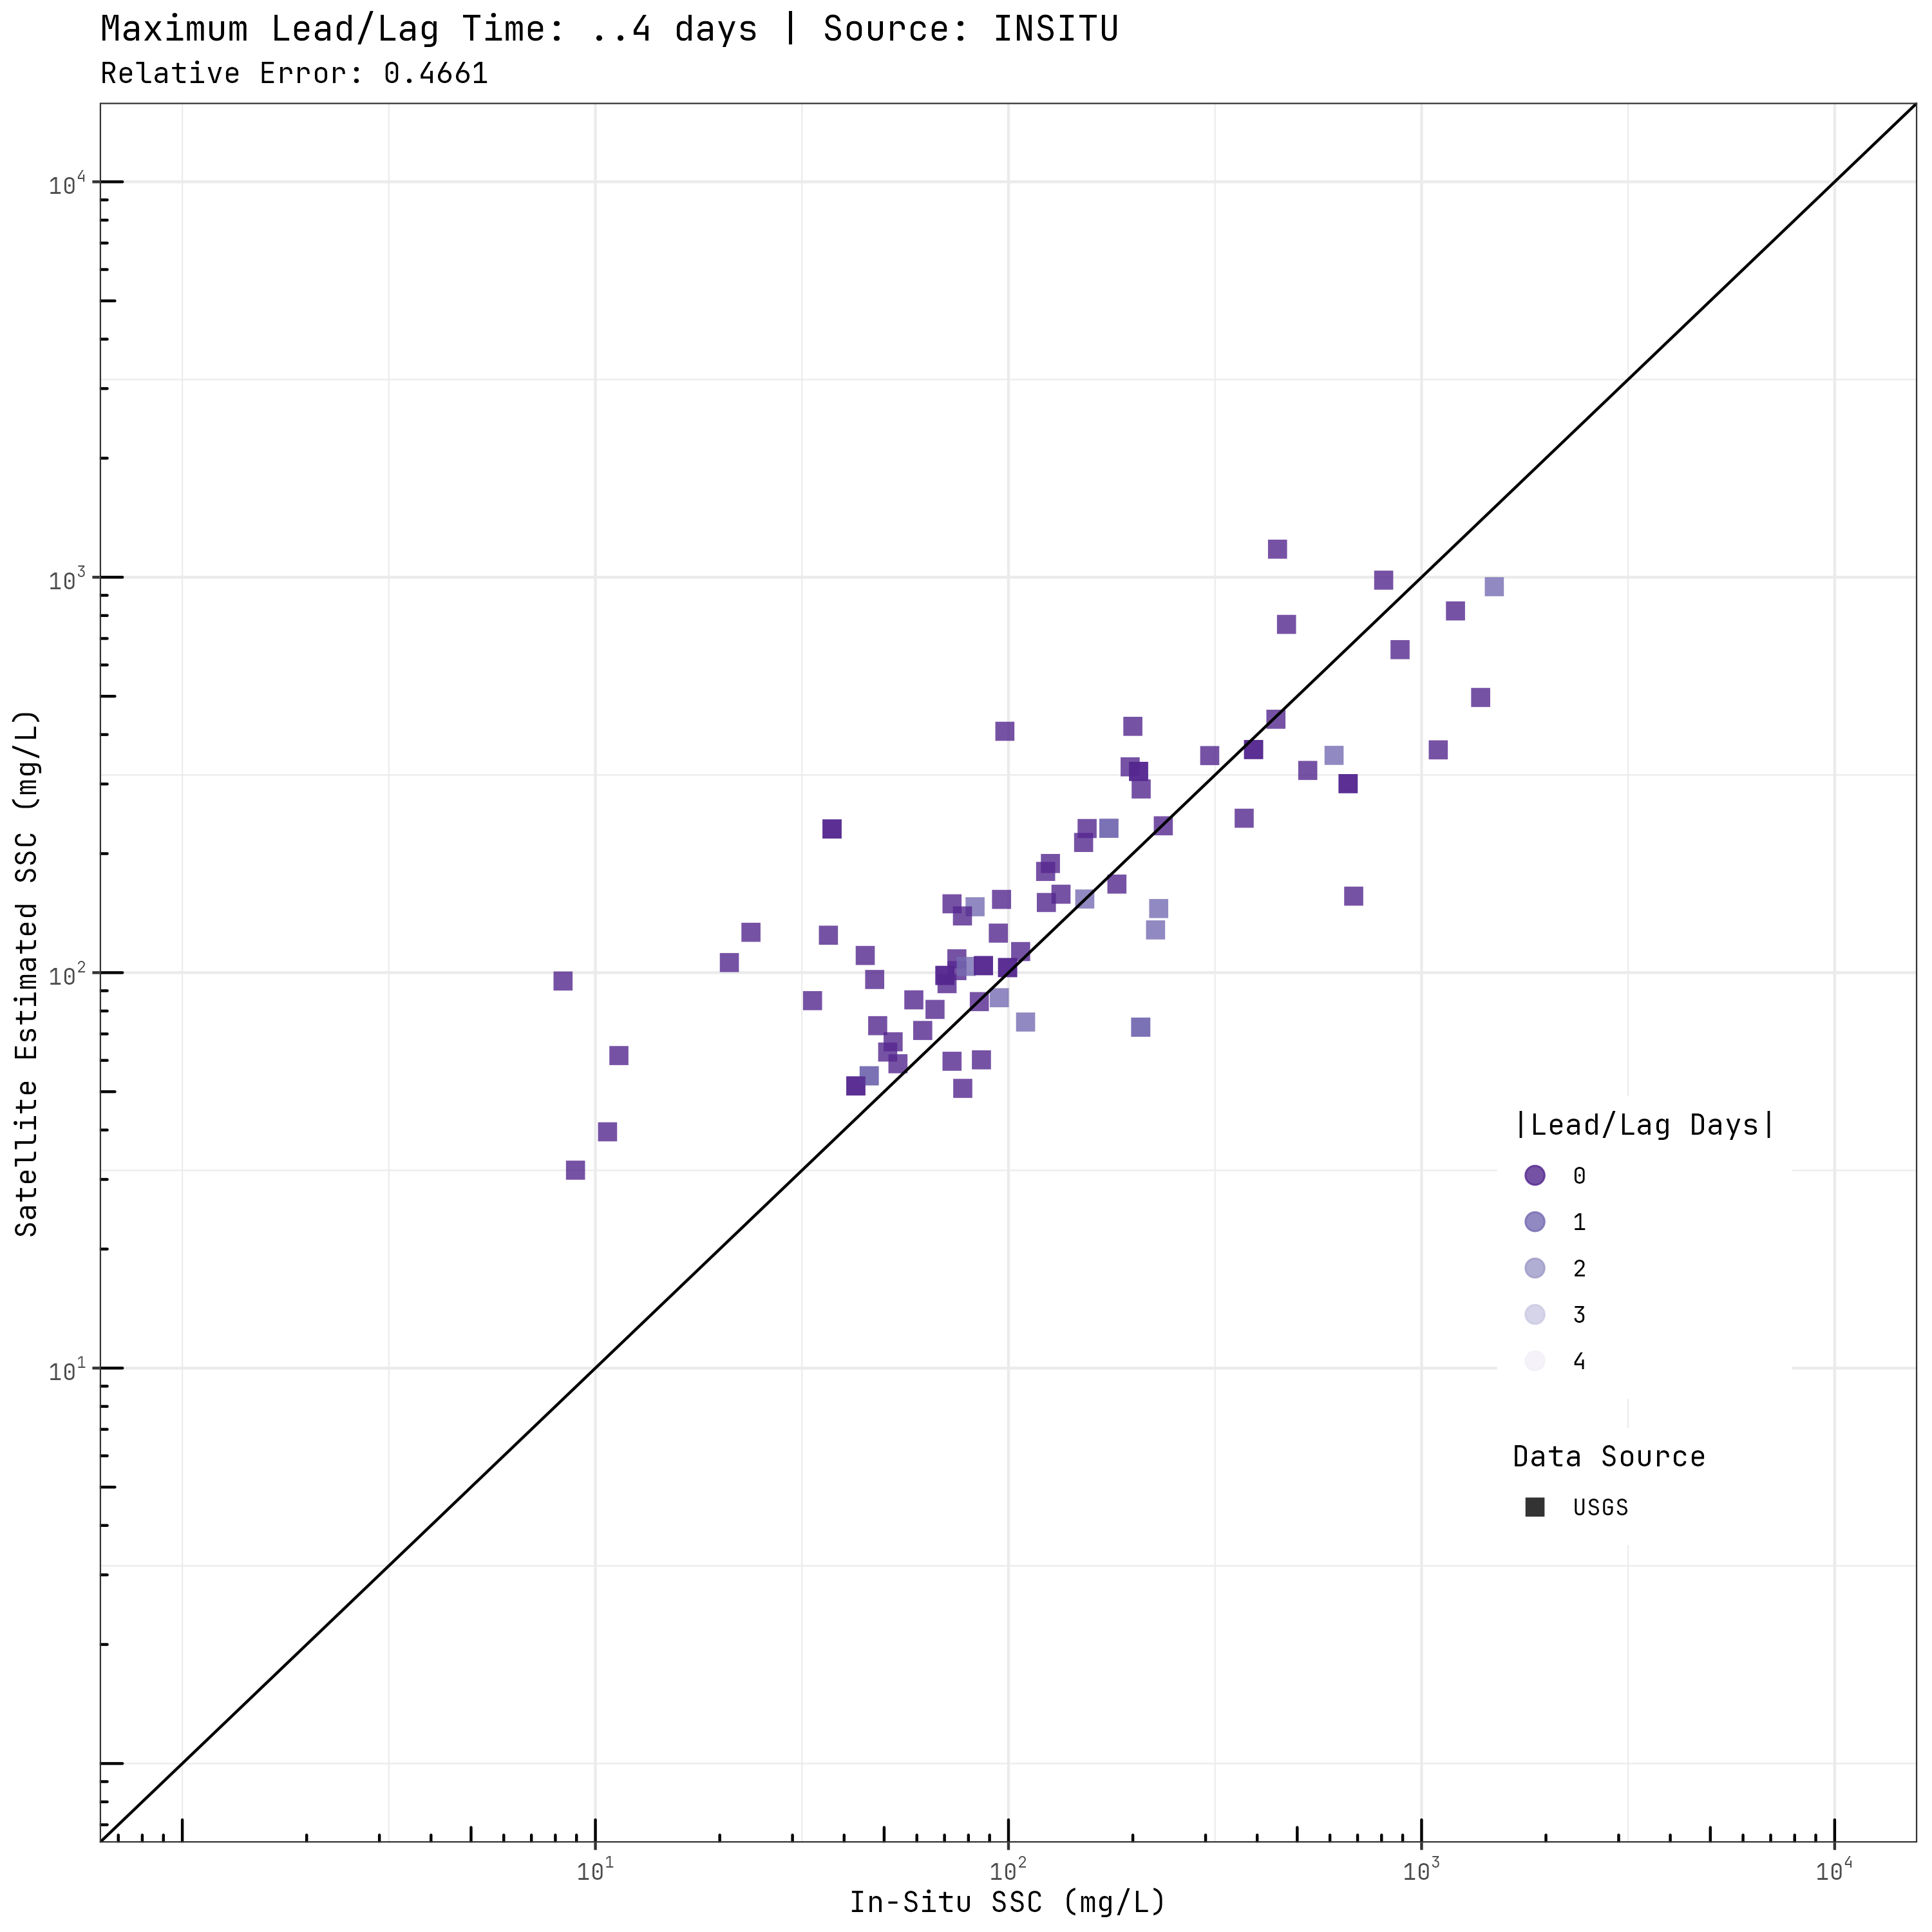 Maximum Lead/Lag Time: ..4 days | Source: INSITU
Relative Error: 0.4661
10⁴
10³
10²
10¹
Satellite Estimated SSC (mg/L)
|Lead/Lag Days|
0
1
2
3
4
Data Source
USGS
10¹ 10² 10³ 10⁴
In-Situ SSC (mg/L)